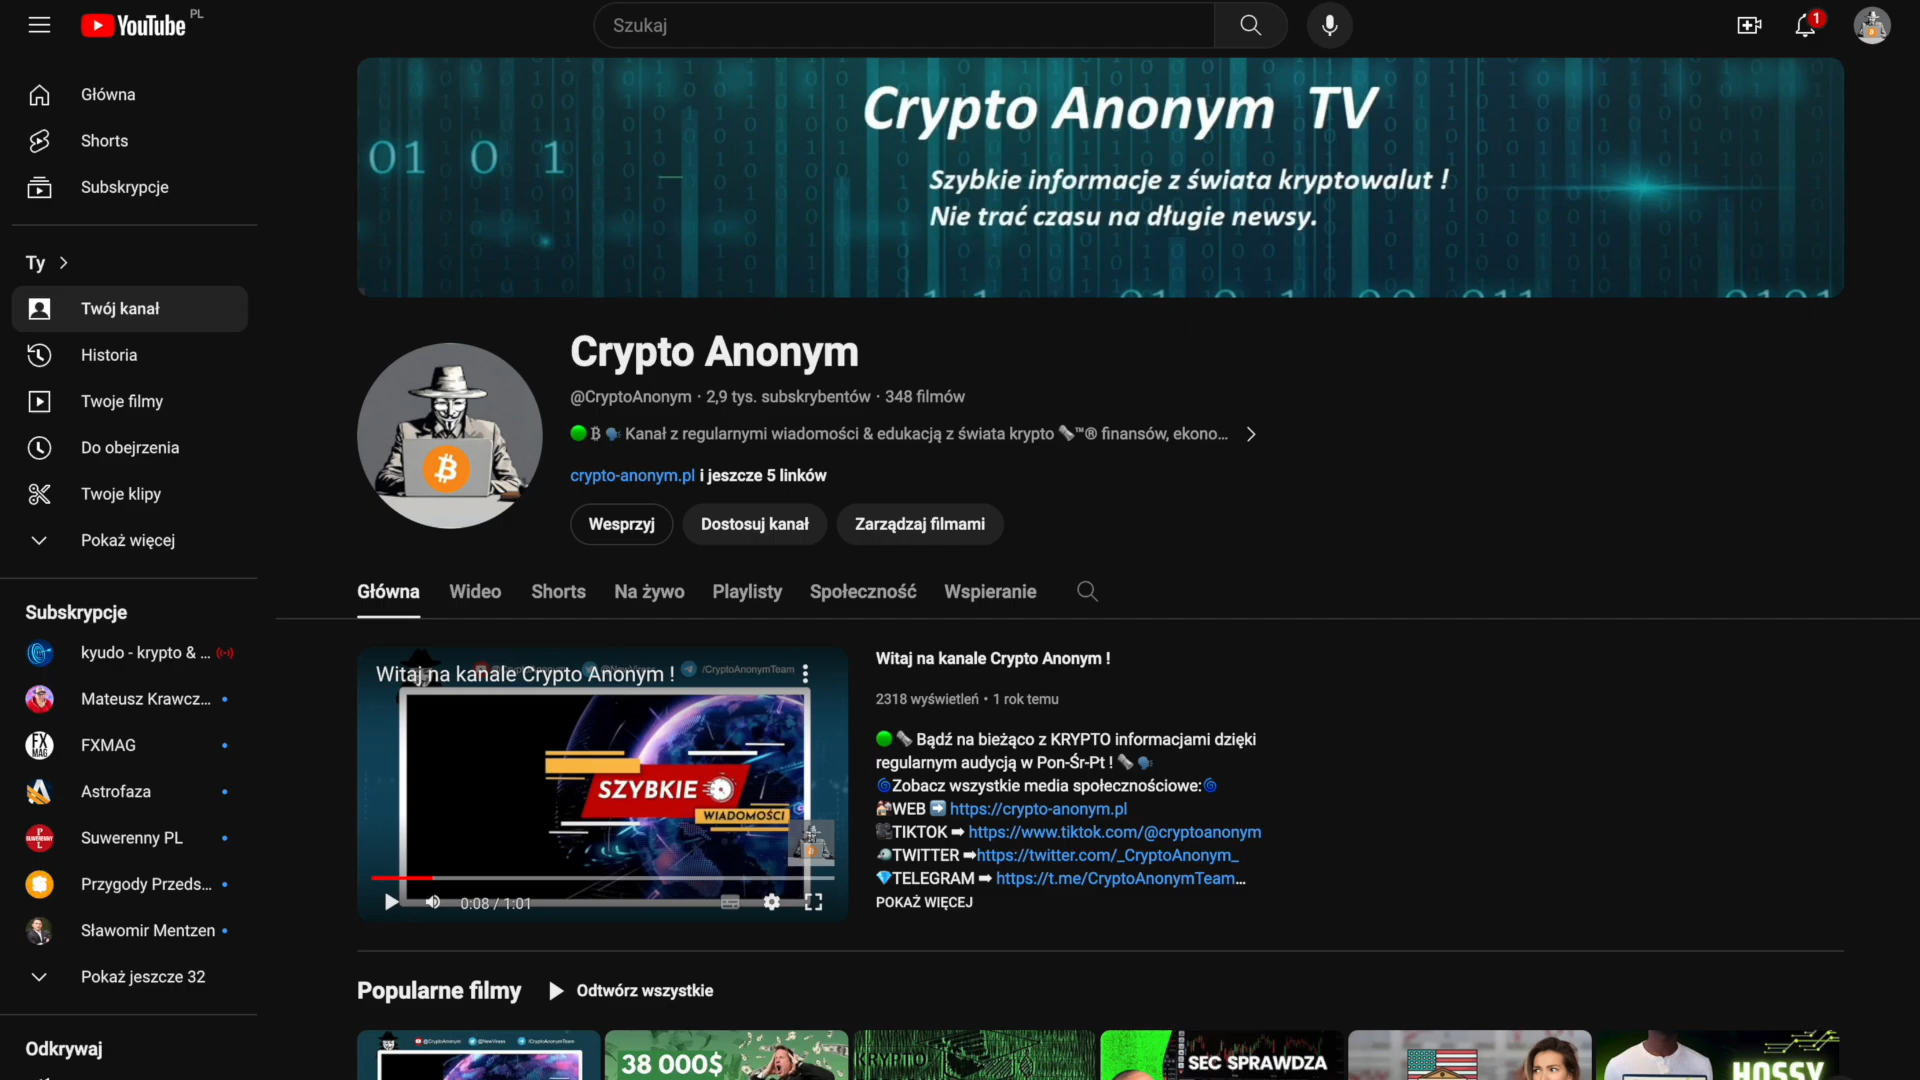 YouTube PL
Szukaj
1
Główna
Shorts
Subskrypcje
Ty
Twój kanał
Historia
Twoje filmy
Do obejrzenia
Twoje klipy
Pokaż więcej
Subskrypcje
kyudo - krypto & ...
Mateusz Krawcz...
FXMAG
Astrofaza
Suwerenny PL
Przygody Przeds...
Sławomir Mentzen
Pokaż jeszcze 32
Odkrywaj
Crypto Anonym TV
01 0 1
Szybkie informacje z świata kryptowalut !
Nie trać czasu na długie newsy.
Crypto Anonym
@CryptoAnonym · 2,9 tys. subskrybentów · 348 filmów
Kanał z regularnymi wiadomości & edukacją z świata krypto 🗞️™® finansów, ekono...
crypto-anonym.pl i jeszcze 5 linków
Wesprzyj
Dostosuj kanał
Zarządzaj filmami
Główna
Wideo
Shorts
Na żywo
Playlisty
Społeczność
Wspieranie
Witaj na kanale Crypto Anonym !
/CryptoAnonymTeam
SZYBKIE
WIADOMOŚCI
0:08 / 1:01
Witaj na kanale Crypto Anonym !
2318 wyświetleń • 1 rok temu
Bądź na bieżąco z KRYPTO informacjami dzięki
regularnym audycją w Pon-Śr-Pt !
Zobacz wszystkie media społecznościowe:
WEB ➡️ https://crypto-anonym.pl
TIKTOK ➡ https://www.tiktok.com/@cryptoanonym
TWITTER ➡https://twitter.com/_CryptoAnonym_
TELEGRAM ➡ https://t.me/CryptoAnonymTeam...
POKAŻ WIĘCEJ
Popularne filmy
Odtwórz wszystkie
@CryptoAnonym @NewViress /CryptoAnonymTeam
38 000$
KRYPTO
SEC SPRAWDZA
HOSSY